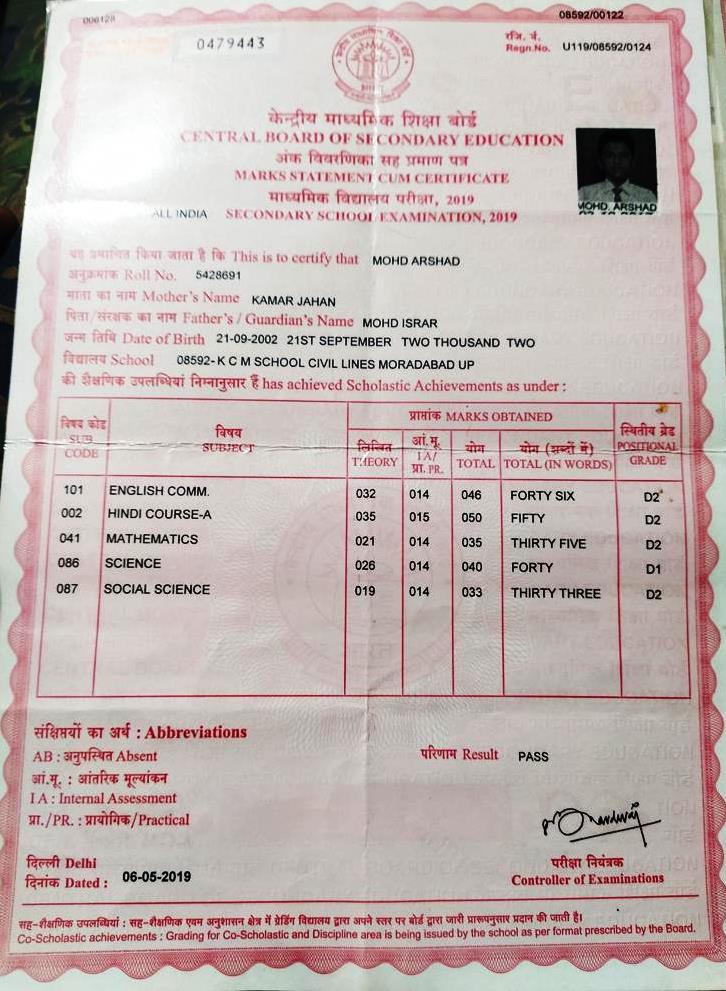 006128
08592/00122
0479443
रजि. नं.
Regn.No. U119/08592/0124
केन्द्रीय माध्यमिक शिक्षा बोर्ड
CENTRAL BOARD OF SECONDARY EDUCATION
अंक विवरणिका सह प्रमाण पत्र
MARKS STATEMENT CUM CERTIFICATE
माध्यमिक विद्यालय परीक्षा, 2019
ALL INDIA SECONDARY SCHOOL EXAMINATION, 2019
MOHD. ARSHAD
यह प्रमाणित किया जाता है कि This is to certify that MOHD ARSHAD
अनुक्रमांक Roll No. 5428691
माता का नाम Mother's Name KAMAR JAHAN
पिता/संरक्षक का नाम Father's / Guardian's Name MOHD ISRAR
जन्म तिथि Date of Birth 21-09-2002 21ST SEPTEMBER TWO THOUSAND TWO
विद्यालय School 08592- K C M SCHOOL CIVIL LINES MORADABAD UP
की शैक्षणिक उपलब्धियां निम्नानुसार हैं has achieved Scholastic Achievements as under :
विषय कोड SUB CODE
विषय SUBJECT
प्राप्तांक MARKS OBTAINED
स्थितीय ग्रेड POSITIONAL GRADE
लिखित THEORY
आं.मू. I A/ प्रा. PR.
योग TOTAL
योग (शब्दों में) TOTAL (IN WORDS)
101 ENGLISH COMM. 032 014 046 FORTY SIX D2
002 HINDI COURSE-A 035 015 050 FIFTY D2
041 MATHEMATICS 021 014 035 THIRTY FIVE D2
086 SCIENCE 026 014 040 FORTY D1
087 SOCIAL SCIENCE 019 014 033 THIRTY THREE D2
संक्षिप्तयों का अर्थ : Abbreviations
AB : अनुपस्थित Absent
परिणाम Result PASS
आं.मू. : आंतरिक मूल्यांकन
I A : Internal Assessment
प्रा./PR. : प्रायोगिक/Practical
दिल्ली Delhi
दिनांक Dated : 06-05-2019
परीक्षा नियंत्रक
Controller of Examinations
सह-शैक्षणिक उपलब्धियां : सह-शैक्षणिक एवम अनुशासन क्षेत्र में ग्रेडिंग विद्यालय द्वारा अपने स्तर पर बोर्ड द्वारा जारी प्रारूपनुसार प्रदान की जाती है।
Co-Scholastic achievements : Grading for Co-Scholastic and Discipline area is being issued by the school as per format prescribed by the Board.